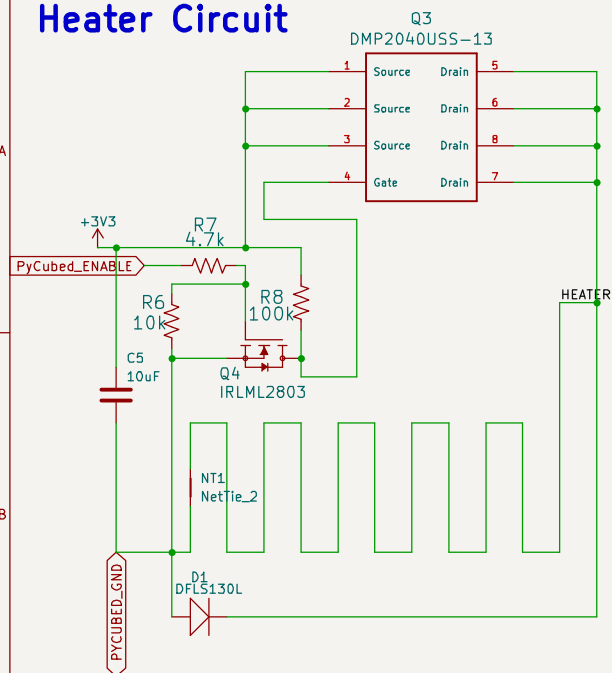 Heater Circuit
Q3
DMP2040USS-13
1 Source Drain 5
2 Source Drain 6
3 Source Drain 8
4 Gate Drain 7
A
+3V3
R7
4.7k
PyCubed_ENABLE
R6
10k
R8
100k
HEATER
C5
10uF
Q4
IRLML2803
NT1
NetTie_2
B
D1
DFLS130L
PYCUBED_GND